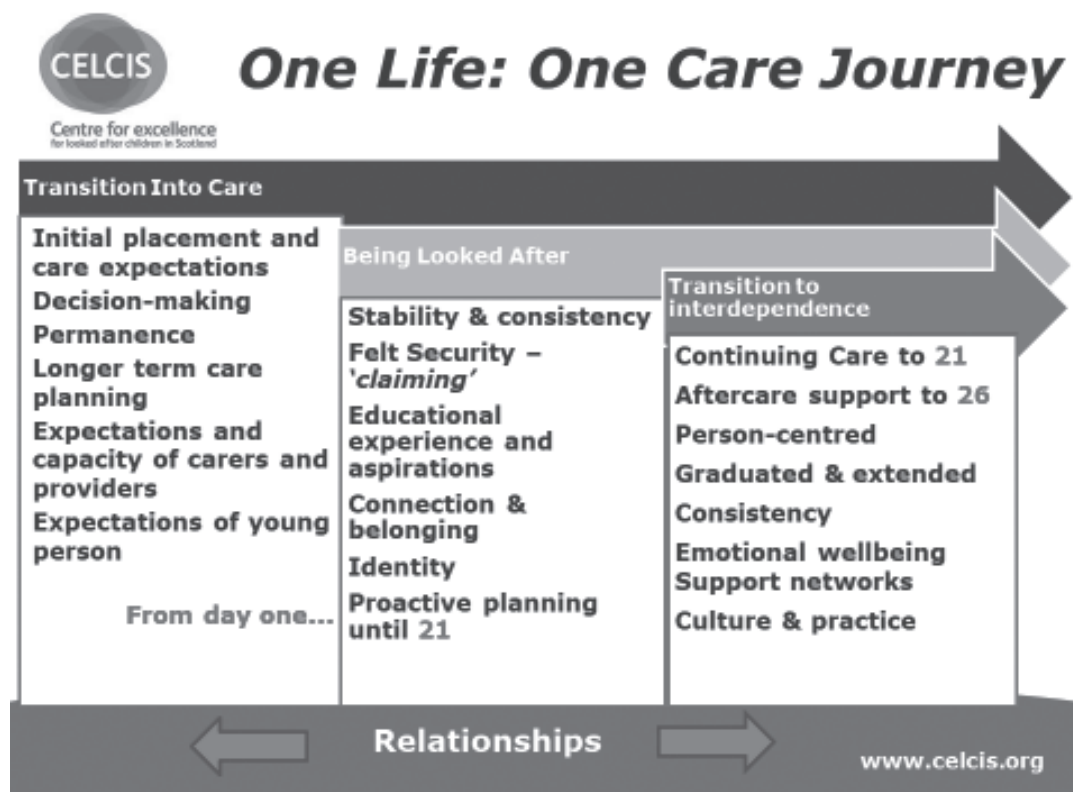 CELCIS
Centre for excellence
for looked after children in Scotland
One Life: One Care Journey
Transition Into Care
Initial placement and
care expectations
Decision-making
Permanence
Longer term care
planning
Expectations and
capacity of carers and
providers
Expectations of young
person
From day one...
Being Looked After
Stability & consistency
Felt Security –
‘claiming’
Educational
experience and
aspirations
Connection &
belonging
Identity
Proactive planning
until 21
Transition to
interdependence
Continuing Care to 21
Aftercare support to 26
Person-centred
Graduated & extended
Consistency
Emotional wellbeing
Support networks
Culture & practice
Relationships
www.celcis.org